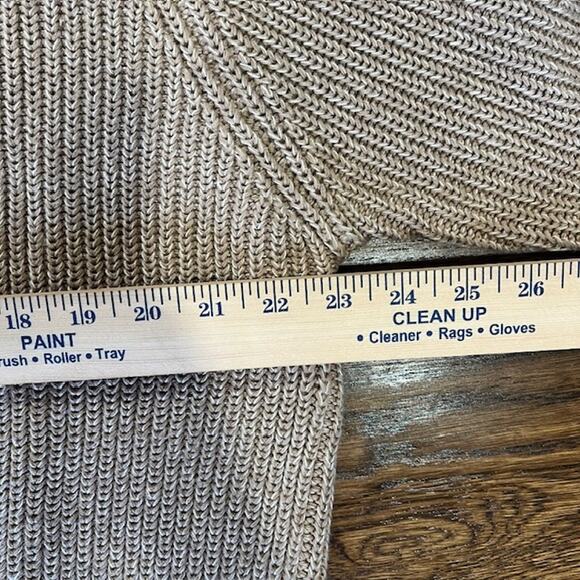 18 19 20 21 22 23 24 25 26
PAINT
rush • Roller • Tray
CLEAN UP
• Cleaner • Rags • Gloves